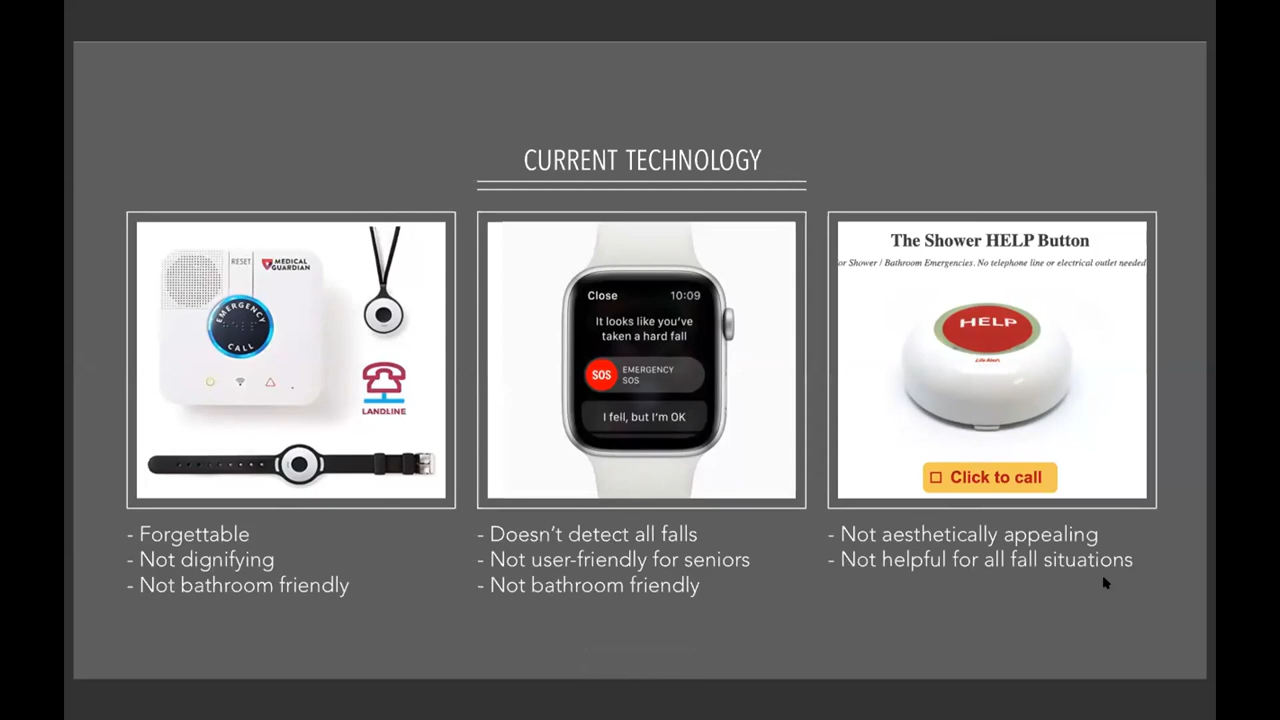 CURRENT TECHNOLOGY
RESET
MEDICAL
GUARDIAN
EMERGENCY
CALL
LANDLINE
Close 10:09
It looks like you've
taken a hard fall
SOS EMERGENCY
SOS
I fell, but I'm OK
The Shower HELP Button
or Shower / Bathroom Emergencies. No telephone line or electrical outlet needed
HELP
Life Alert
Click to call
- Forgettable
- Not dignifying
- Not bathroom friendly
- Doesn't detect all falls
- Not user-friendly for seniors
- Not bathroom friendly
- Not aesthetically appealing
- Not helpful for all fall situations